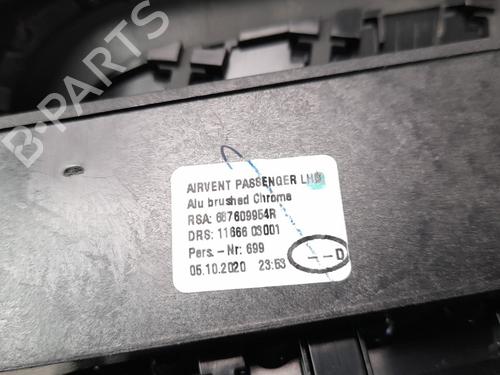 B-PARTS
AIRVENT PASSENGER LHD
Alu brushed Chrome
RSA: 687609954R
DRS: 11666 03001
Pers.-Nr: 699
05.10.2020 23:53
--D